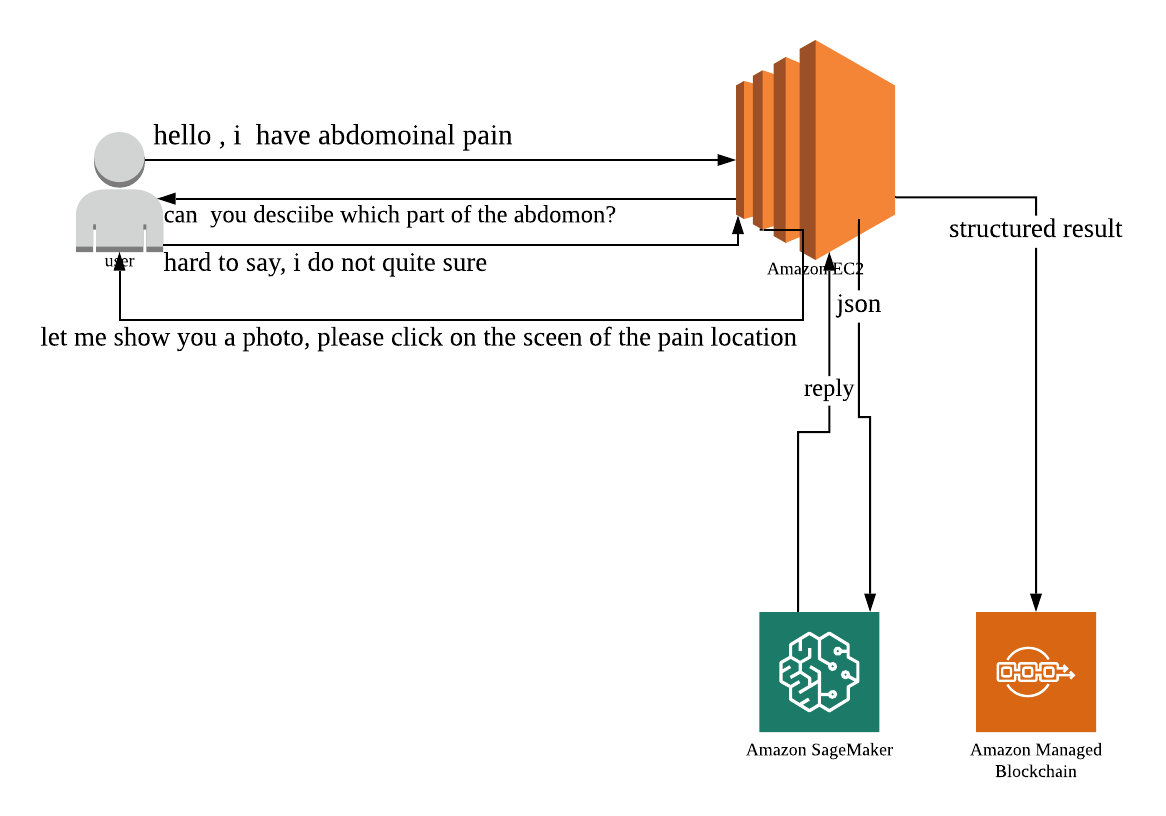 hello , i  have abdomoinal pain
can  you desciibe which part of the abdomon?
structured result
user
hard to say, i do not quite sure
Amazon EC2
json
let me show you a photo, please click on the sceen of the pain location
reply
Amazon SageMaker
Amazon Managed
Blockchain